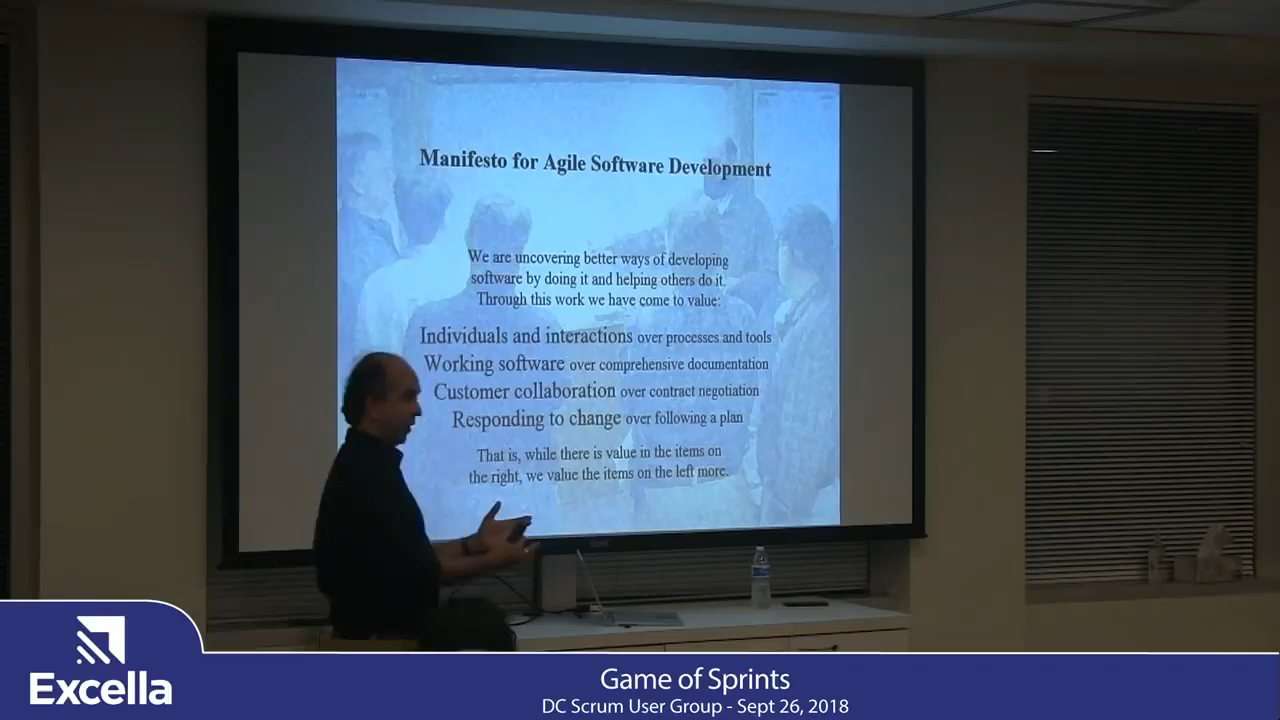 Manifesto for Agile Software Development
We are uncovering better ways of developing
software by doing it and helping others do it.
Through this work we have come to value:
Individuals and interactions over processes and tools
Working software over comprehensive documentation
Customer collaboration over contract negotiation
Responding to change over following a plan
That is, while there is value in the items on
the right, we value the items on the left more.
Excella
Game of Sprints
DC Scrum User Group - Sept 26, 2018